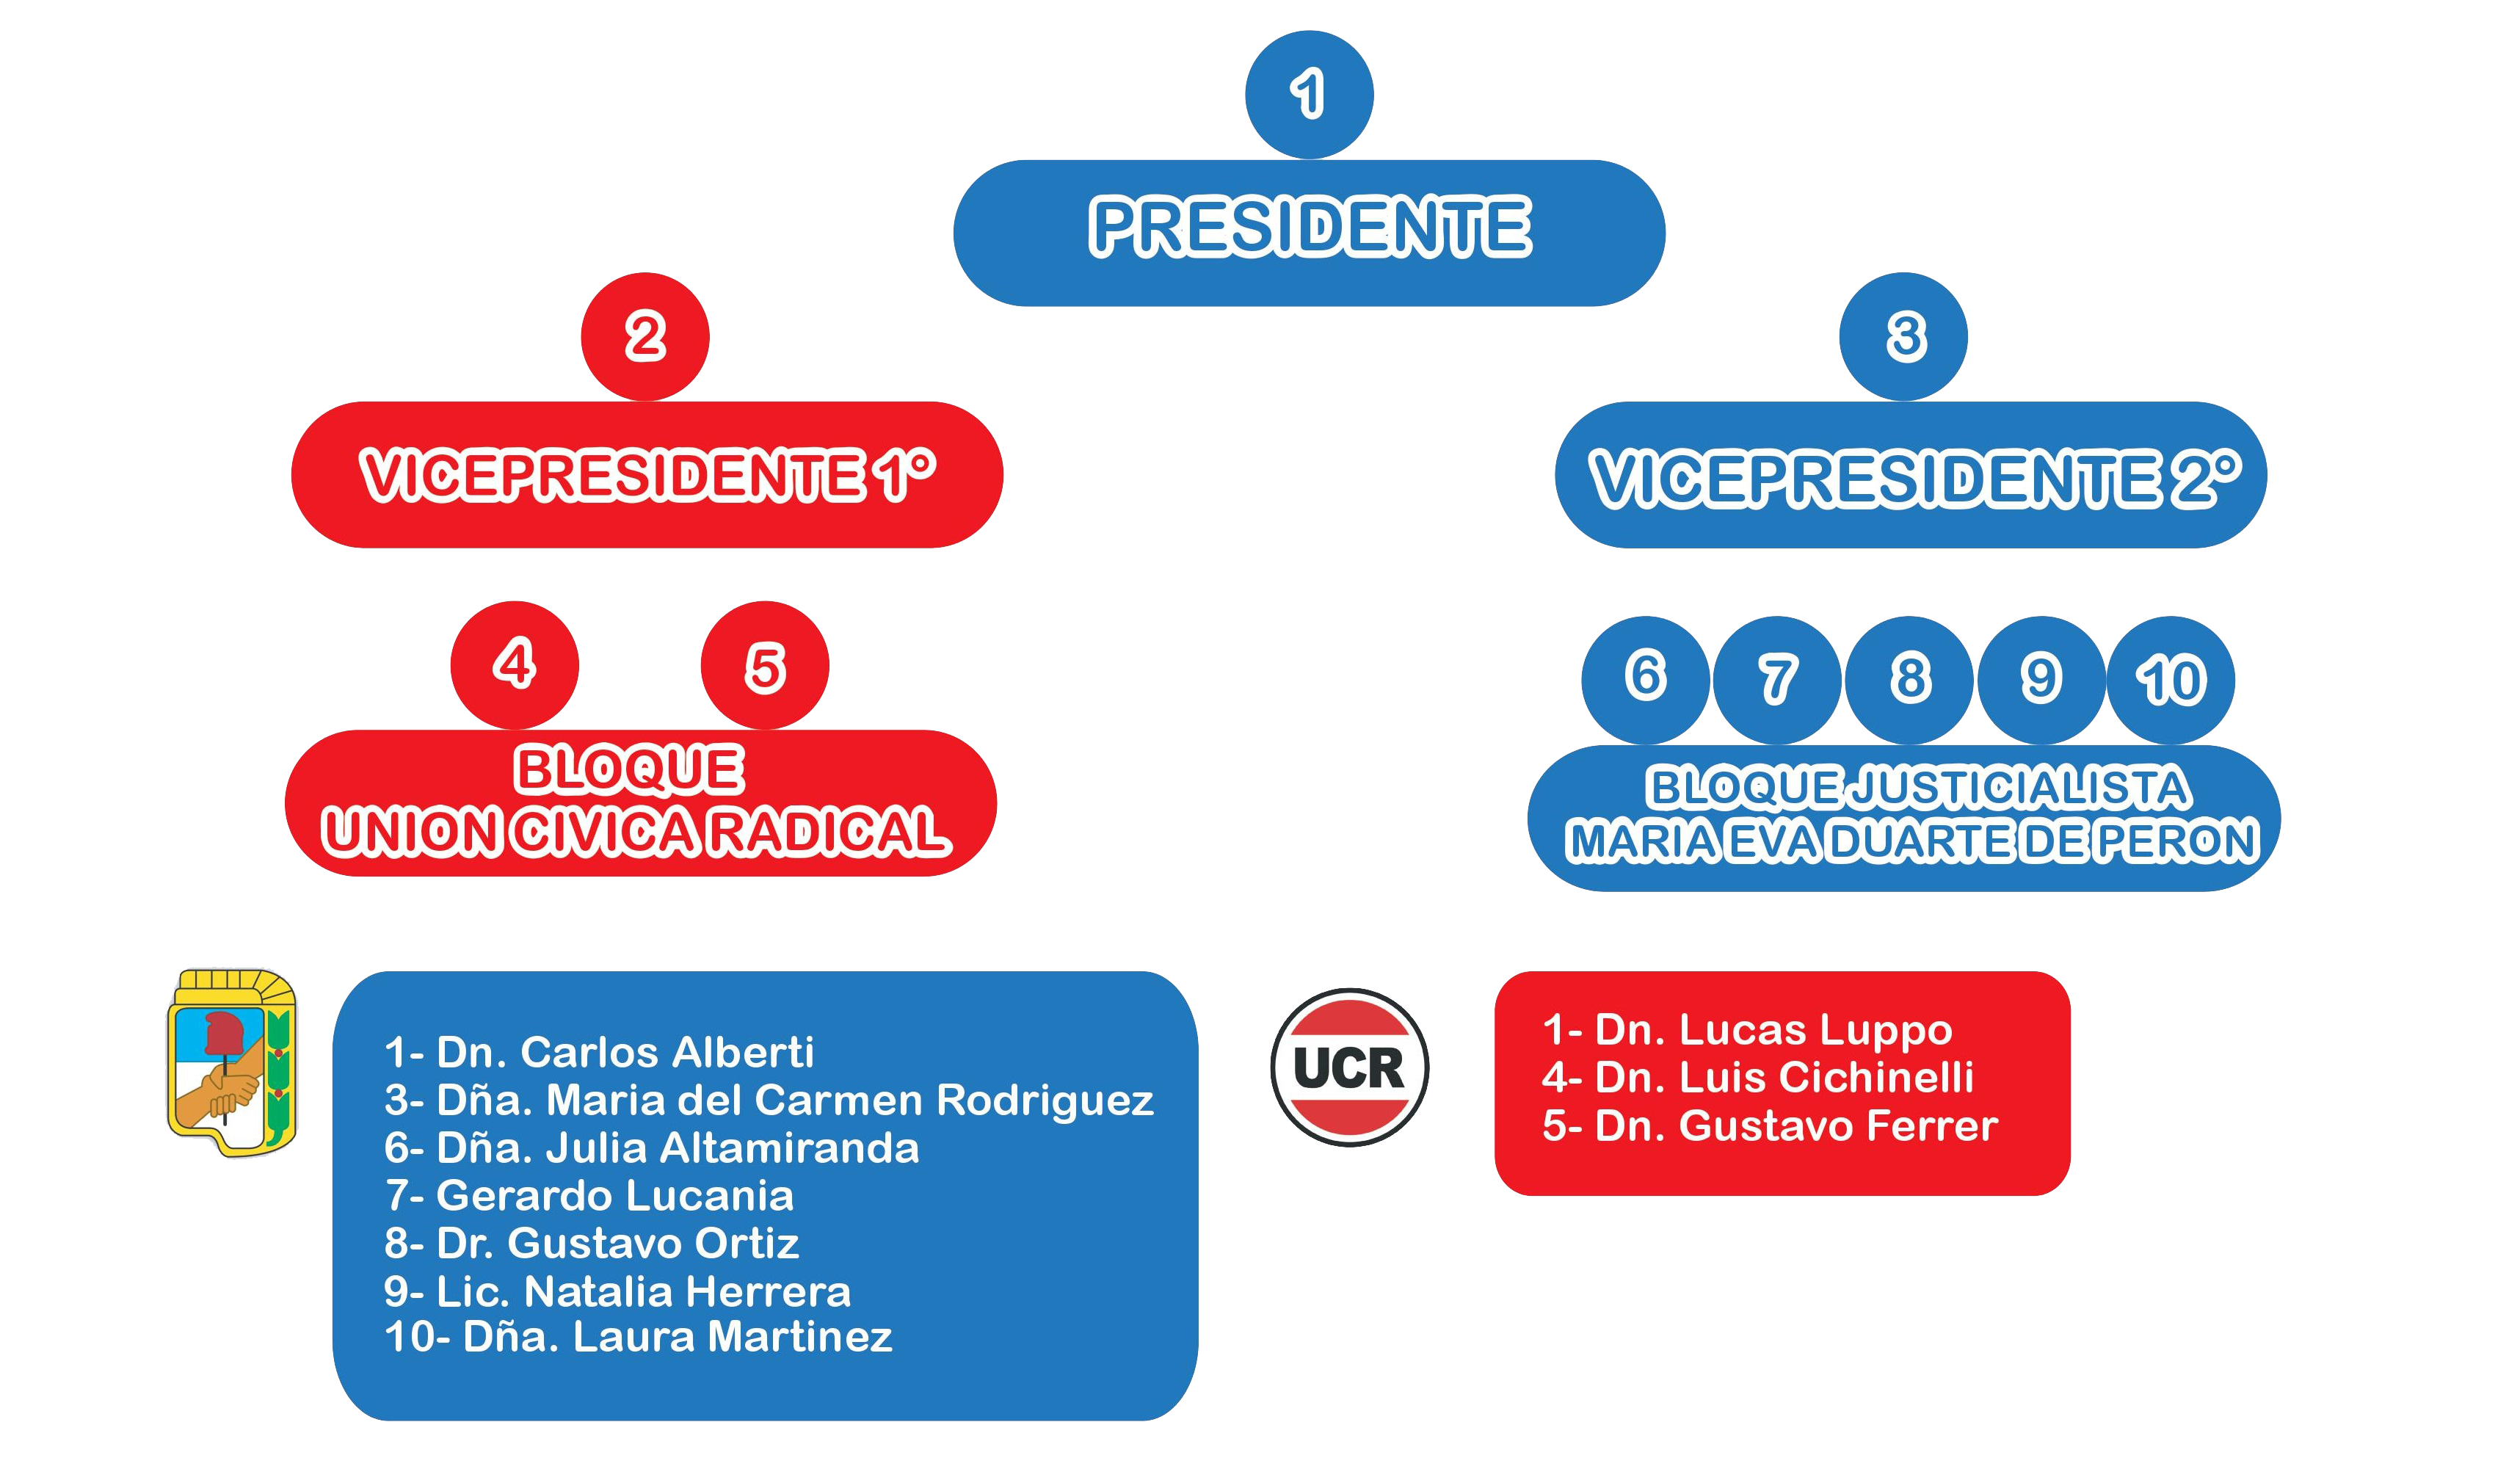 1
PRESIDENTE
2
3
VICEPRESIDENTE 1°
VICEPRESIDENTE 2°
4 5
6 7 8 9 10
BLOQUE
UNION CIVICA RADICAL
BLOQUE JUSTICIALISTA
MARIA EVA DUARTE DE PERON
1- Dn. Carlos Alberti
3- Dña. Maria del Carmen Rodriguez
6- Dña. Julia Altamiranda
7- Gerardo Lucania
8- Dr. Gustavo Ortiz
9- Lic. Natalia Herrera
10- Dña. Laura Martinez
UCR
1- Dn. Lucas Luppo
4- Dn. Luis Cichinelli
5- Dn. Gustavo Ferrer